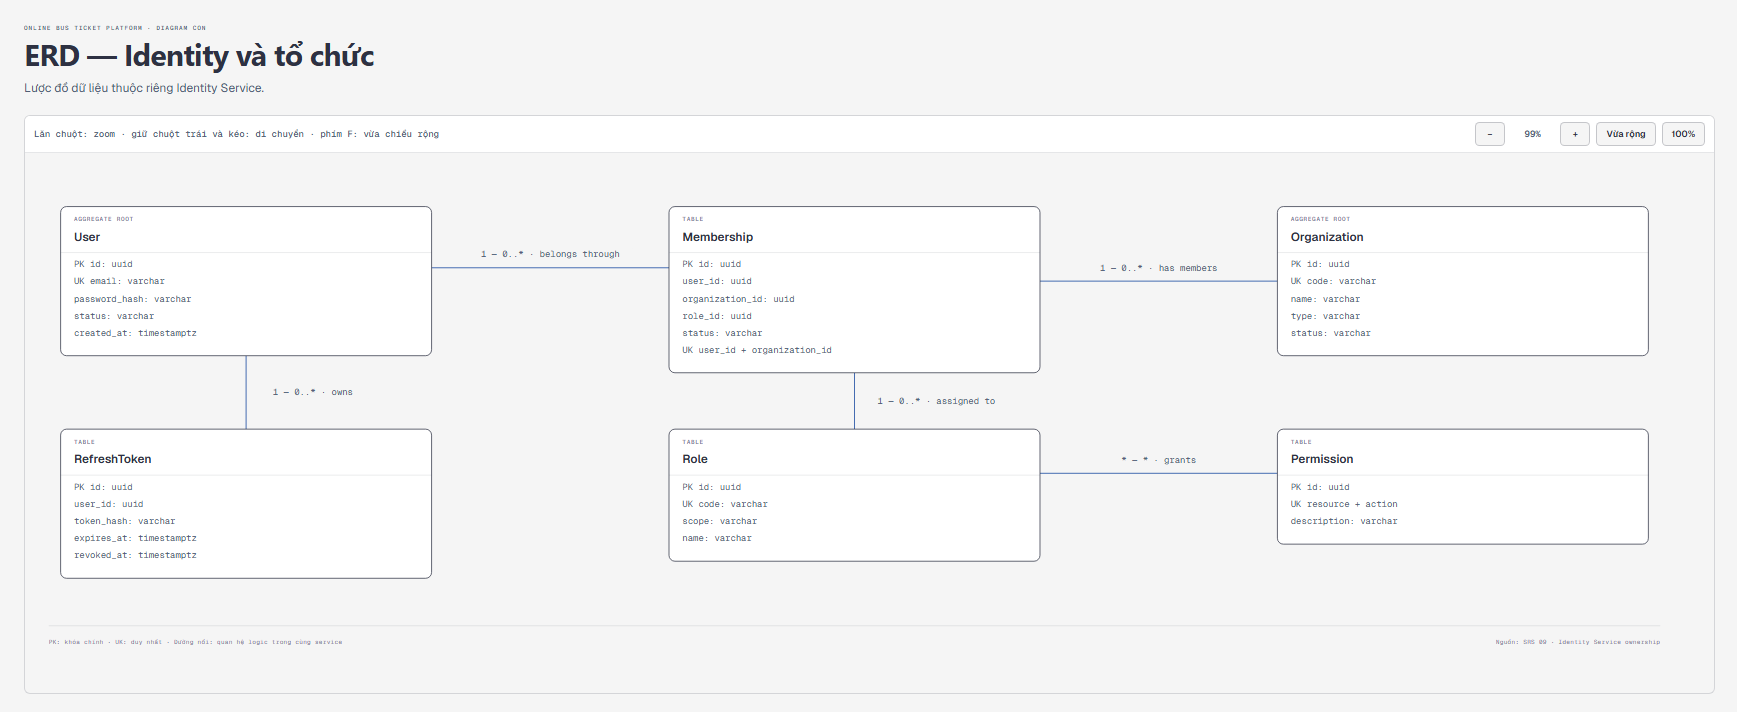 ONLINE BUS TICKET PLATFORM · DIAGRAM CON
ERD — Identity và tổ chức
Lược đồ dữ liệu thuộc riêng Identity Service.
Lăn chuột: zoom · giữ chuột trái và kéo: di chuyển · phím F: vừa chiều rộng
−
99%
+
Vừa rộng
100%
AGGREGATE ROOT
User
PK id: uuid
UK email: varchar
password_hash: varchar
status: varchar
created_at: timestamptz
1 — 0..* · belongs through
TABLE
Membership
PK id: uuid
user_id: uuid
organization_id: uuid
role_id: uuid
status: varchar
UK user_id + organization_id
1 — 0..* · has members
AGGREGATE ROOT
Organization
PK id: uuid
UK code: varchar
name: varchar
type: varchar
status: varchar
1 — 0..* · owns
1 — 0..* · assigned to
TABLE
RefreshToken
PK id: uuid
user_id: uuid
token_hash: varchar
expires_at: timestamptz
revoked_at: timestamptz
TABLE
Role
PK id: uuid
UK code: varchar
scope: varchar
name: varchar
* — * · grants
TABLE
Permission
PK id: uuid
UK resource + action
description: varchar
PK: khóa chính · UK: duy nhất · Đường nối: quan hệ logic trong cùng service
Nguồn: SRS 09 · Identity Service ownership